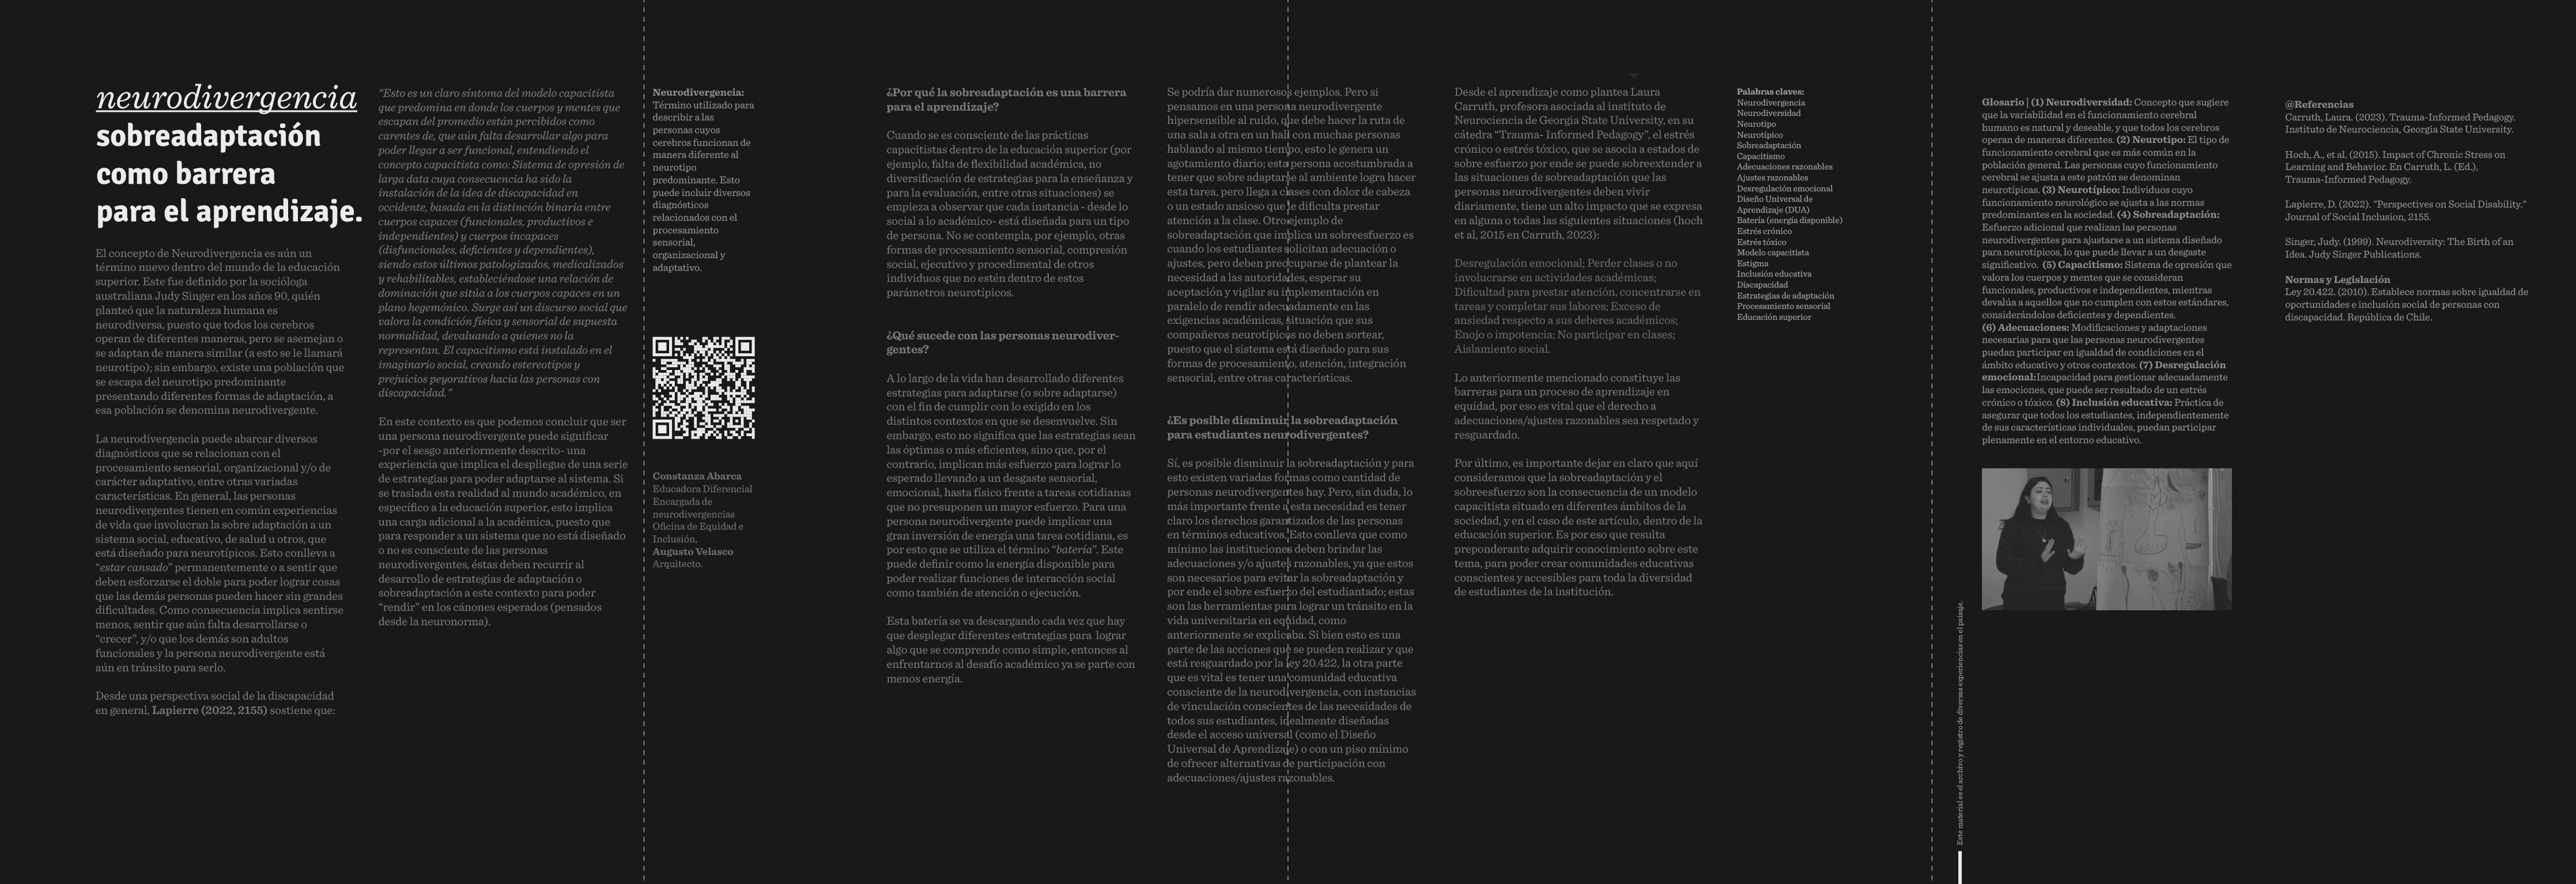 neurodivergencia
sobreadaptación
como barrera
para el aprendizaje.
El concepto de Neurodivergencia es aún un
término nuevo dentro del mundo de la educación
superior. Este fue definido por la socióloga
australiana Judy Singer en los años 90, quién
planteó que la naturaleza humana es
neurodiversa, puesto que todos los cerebros
operan de diferentes maneras, pero se asemejan o
se adaptan de manera similar (a esto se le llamará
neurotipo); sin embargo, existe una población que
se escapa del neurotipo predominante
presentando diferentes formas de adaptación, a
esa población se denomina neurodivergente.
La neurodivergencia puede abarcar diversos
diagnósticos que se relacionan con el
procesamiento sensorial, organizacional y/o de
carácter adaptativo, entre otras variadas
características. En general, las personas
neurodivergentes tienen en común experiencias
de vida que involucran la sobre adaptación a un
sistema social, educativo, de salud u otros, que
está diseñado para neurotípicos. Esto conlleva a
“estar cansado” permanentemente o a sentir que
deben esforzarse el doble para poder lograr cosas
que las demás personas pueden hacer sin grandes
dificultades. Como consecuencia implica sentirse
menos, sentir que aún falta desarrollarse o
“crecer”, y/o que los demás son adultos
funcionales y la persona neurodivergente está
aún en tránsito para serlo.
Desde una perspectiva social de la discapacidad
en general, Lapierre (2022, 2155) sostiene que:
“Esto es un claro síntoma del modelo capacitista
que predomina en donde los cuerpos y mentes que
escapan del promedio están percibidos como
carentes de, que aún falta desarrollar algo para
poder llegar a ser funcional, entendiendo el
concepto capacitista como: Sistema de opresión de
larga data cuya consecuencia ha sido la
instalación de la idea de discapacidad en
occidente, basada en la distinción binaria entre
cuerpos capaces (funcionales, productivos e
independientes) y cuerpos incapaces
(disfuncionales, deficientes y dependientes),
siendo estos últimos patologizados, medicalizados
y rehabilitables, estableciéndose una relación de
dominación que sitúa a los cuerpos capaces en un
plano hegemónico. Surge así un discurso social que
valora la condición física y sensorial de supuesta
normalidad, devaluando a quienes no la
representan. El capacitismo está instalado en el
imaginario social, creando estereotipos y
prejuicios peyorativos hacia las personas con
discapacidad.”
En este contexto es que podemos concluir que ser
una persona neurodivergente puede significar
-por el sesgo anteriormente descrito- una
experiencia que implica el despliegue de una serie
de estrategias para poder adaptarse al sistema. Si
se traslada esta realidad al mundo académico, en
específico a la educación superior, esto implica
una carga adicional a la académica, puesto que
para responder a un sistema que no está diseñado
o no es consciente de las personas
neurodivergentes, éstas deben recurrir al
desarrollo de estrategias de adaptación o
sobreadaptación a este contexto para poder
“rendir” en los cánones esperados (pensados
desde la neuronorma).
Neurodivergencia:
Término utilizado para
describir a las
personas cuyos
cerebros funcionan de
manera diferente al
neurotipo
predominante. Esto
puede incluir diversos
diagnósticos
relacionados con el
procesamiento
sensorial,
organizacional y
adaptativo.
Constanza Abarca
Educadora Diferencial
Encargada de
neurodivergencias
Oficina de Equidad e
Inclusión,
Augusto Velasco
Arquitecto.
¿Por qué la sobreadaptación es una barrera
para el aprendizaje?
Cuando se es consciente de las prácticas
capacitistas dentro de la educación superior (por
ejemplo, falta de flexibilidad académica, no
diversificación de estrategias para la enseñanza y
para la evaluación, entre otras situaciones) se
empieza a observar que cada instancia - desde lo
social a lo académico- está diseñada para un tipo
de persona. No se contempla, por ejemplo, otras
formas de procesamiento sensorial, compresión
social, ejecutivo y procedimental de otros
individuos que no estén dentro de estos
parámetros neurotípicos.
¿Qué sucede con las personas neurodiver-
gentes?
A lo largo de la vida han desarrollado diferentes
estrategias para adaptarse (o sobre adaptarse)
con el fin de cumplir con lo exigido en los
distintos contextos en que se desenvuelve. Sin
embargo, esto no significa que las estrategias sean
las óptimas o más eficientes, sino que, por el
contrario, implican más esfuerzo para lograr lo
esperado llevando a un desgaste sensorial,
emocional, hasta físico frente a tareas cotidianas
que no presuponen un mayor esfuerzo. Para una
persona neurodivergente puede implicar una
gran inversión de energía una tarea cotidiana, es
por esto que se utiliza el término “batería”. Este
puede definir como la energía disponible para
poder realizar funciones de interacción social
como también de atención o ejecución.
Esta batería se va descargando cada vez que hay
que desplegar diferentes estrategias para lograr
algo que se comprende como simple, entonces al
enfrentarnos al desafío académico ya se parte con
menos energía.
Se podría dar numerosos ejemplos. Pero si
pensamos en una persona neurodivergente
hipersensible al ruido, que debe hacer la ruta de
una sala a otra en un hall con muchas personas
hablando al mismo tiempo, esto le genera un
agotamiento diario; esta persona acostumbrada a
tener que sobre adaptarse al ambiente logra hacer
esta tarea, pero llega a clases con dolor de cabeza
o un estado ansioso que le dificulta prestar
atención a la clase. Otro ejemplo de
sobreadaptación que implica un sobreesfuerzo es
cuando los estudiantes solicitan adecuación o
ajustes, pero deben preocuparse de plantear la
necesidad a las autoridades, esperar su
aceptación y vigilar su implementación en
paralelo de rendir adecuadamente en las
exigencias académicas, situación que sus
compañeros neurotípicos no deben sortear,
puesto que el sistema está diseñado para sus
formas de procesamiento, atención, integración
sensorial, entre otras características.
¿Es posible disminuir la sobreadaptación
para estudiantes neurodivergentes?
Sí, es posible disminuir la sobreadaptación y para
esto existen variadas formas como cantidad de
personas neurodivergentes hay. Pero, sin duda, lo
más importante frente a esta necesidad es tener
claro los derechos garantizados de las personas
en términos educativos. Esto conlleva que como
mínimo las instituciones deben brindar las
adecuaciones y/o ajustes razonables, ya que estos
son necesarios para evitar la sobreadaptación y
por ende el sobre esfuerzo del estudiantado; estas
son las herramientas para lograr un tránsito en la
vida universitaria en equidad, como
anteriormente se explicaba. Si bien esto es una
parte de las acciones que se pueden realizar y que
está resguardado por la ley 20.422, la otra parte
que es vital es tener una comunidad educativa
consciente de la neurodivergencia, con instancias
de vinculación conscientes de las necesidades de
todos sus estudiantes, idealmente diseñadas
desde el acceso universal (como el Diseño
Universal de Aprendizaje) o con un piso mínimo
de ofrecer alternativas de participación con
adecuaciones/ajustes razonables.
Desde el aprendizaje como plantea Laura
Carruth, profesora asociada al instituto de
Neurociencia de Georgia State University, en su
cátedra “Trauma- Informed Pedagogy”, el estrés
crónico o estrés tóxico, que se asocia a estados de
sobre esfuerzo por ende se puede sobreextender a
las situaciones de sobreadaptación que las
personas neurodivergentes deben vivir
diariamente, tiene un alto impacto que se expresa
en alguna o todas las siguientes situaciones (hoch
et al, 2015 en Carruth, 2023):
Desregulación emocional; Perder clases o no
involucrarse en actividades académicas;
Dificultad para prestar atención, concentrarse en
tareas y completar sus labores; Exceso de
ansiedad respecto a sus deberes académicos;
Enojo o impotencia; No participar en clases;
Aislamiento social.
Lo anteriormente mencionado constituye las
barreras para un proceso de aprendizaje en
equidad, por eso es vital que el derecho a
adecuaciones/ajustes razonables sea respetado y
resguardado.
Por último, es importante dejar en claro que aquí
consideramos que la sobreadaptación y el
sobreesfuerzo son la consecuencia de un modelo
capacitista situado en diferentes ámbitos de la
sociedad, y en el caso de este artículo, dentro de la
educación superior. Es por eso que resulta
preponderante adquirir conocimiento sobre este
tema, para poder crear comunidades educativas
conscientes y accesibles para toda la diversidad
de estudiantes de la institución.
Palabras claves:
Neurodivergencia
Neurodiversidad
Neurotipo
Neurotípico
Sobreadaptación
Capacitismo
Adecuaciones razonables
Ajustes razonables
Desregulación emocional
Diseño Universal de
Aprendizaje (DUA)
Batería (energía disponible)
Estrés crónico
Estrés tóxico
Modelo capacitista
Estigma
Inclusión educativa
Discapacidad
Estrategias de adaptación
Procesamiento sensorial
Educación superior
Este material es el archivo y registro de diversas experiencias en el paisaje.
Glosario | (1) Neurodiversidad: Concepto que sugiere
que la variabilidad en el funcionamiento cerebral
humano es natural y deseable, y que todos los cerebros
operan de maneras diferentes. (2) Neurotipo: El tipo de
funcionamiento cerebral que es más común en la
población general. Las personas cuyo funcionamiento
cerebral se ajusta a este patrón se denominan
neurotípicas. (3) Neurotípico: Individuos cuyo
funcionamiento neurológico se ajusta a las normas
predominantes en la sociedad. (4) Sobreadaptación:
Esfuerzo adicional que realizan las personas
neurodivergentes para ajustarse a un sistema diseñado
para neurotípicos, lo que puede llevar a un desgaste
significativo. (5) Capacitismo: Sistema de opresión que
valora los cuerpos y mentes que se consideran
funcionales, productivos e independientes, mientras
devalúa a aquellos que no cumplen con estos estándares,
considerándolos deficientes y dependientes.
(6) Adecuaciones: Modificaciones y adaptaciones
necesarias para que las personas neurodivergentes
puedan participar en igualdad de condiciones en el
ámbito educativo y otros contextos. (7) Desregulación
emocional:Incapacidad para gestionar adecuadamente
las emociones, que puede ser resultado de un estrés
crónico o tóxico. (8) Inclusión educativa: Práctica de
asegurar que todos los estudiantes, independientemente
de sus características individuales, puedan participar
plenamente en el entorno educativo.
@Referencias
Carruth, Laura. (2023). Trauma-Informed Pedagogy.
Instituto de Neurociencia, Georgia State University.
Hoch, A., et al. (2015). Impact of Chronic Stress on
Learning and Behavior. En Carruth, L. (Ed.),
Trauma-Informed Pedagogy.
Lapierre, D. (2022). "Perspectives on Social Disability."
Journal of Social Inclusion, 2155.
Singer, Judy. (1999). Neurodiversity: The Birth of an
Idea. Judy Singer Publications.
Normas y Legislación
Ley 20.422. (2010). Establece normas sobre igualdad de
oportunidades e inclusión social de personas con
discapacidad. República de Chile.